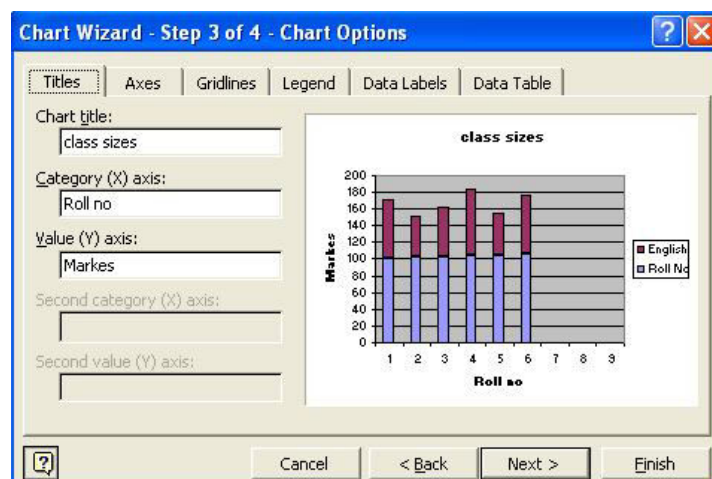 Chart Wizard - Step 3 of 4 - Chart Options
Titles Axes Gridlines Legend Data Labels Data Table
Chart title:
class sizes
Category (X) axis:
Roll no
Value (Y) axis:
Markes
Second category (X) axis:
Second value (Y) axis:
class sizes
200
180
160
140
120
100
80
60
40
20
0
Markes
1 2 3 4 5 6 7 8 9
Roll no
English
Roll No
Cancel < Back Next > Finish